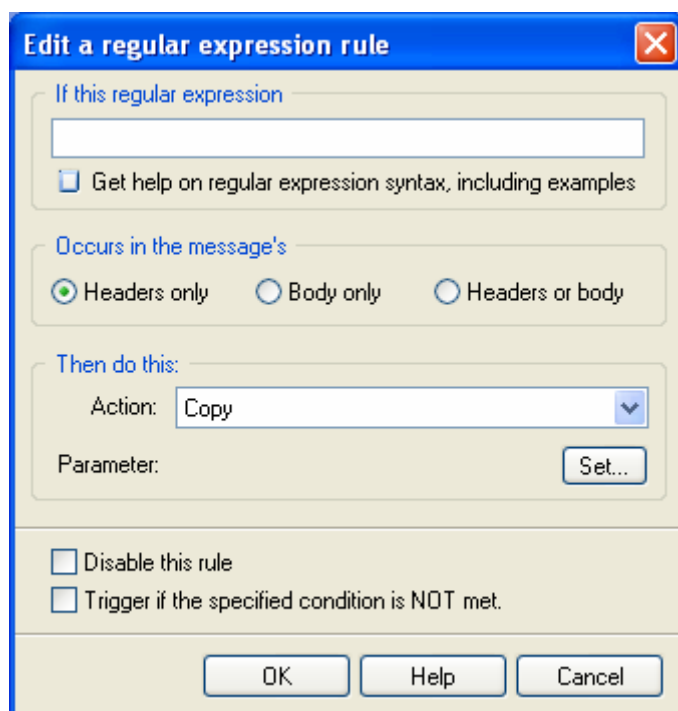 Edit a regular expression rule
If this regular expression
Get help on regular expression syntax, including examples
Occurs in the message's
Headers only Body only Headers or body
Then do this:
Action: Copy
Parameter: Set...
Disable this rule
Trigger if the specified condition is NOT met.
OK Help Cancel